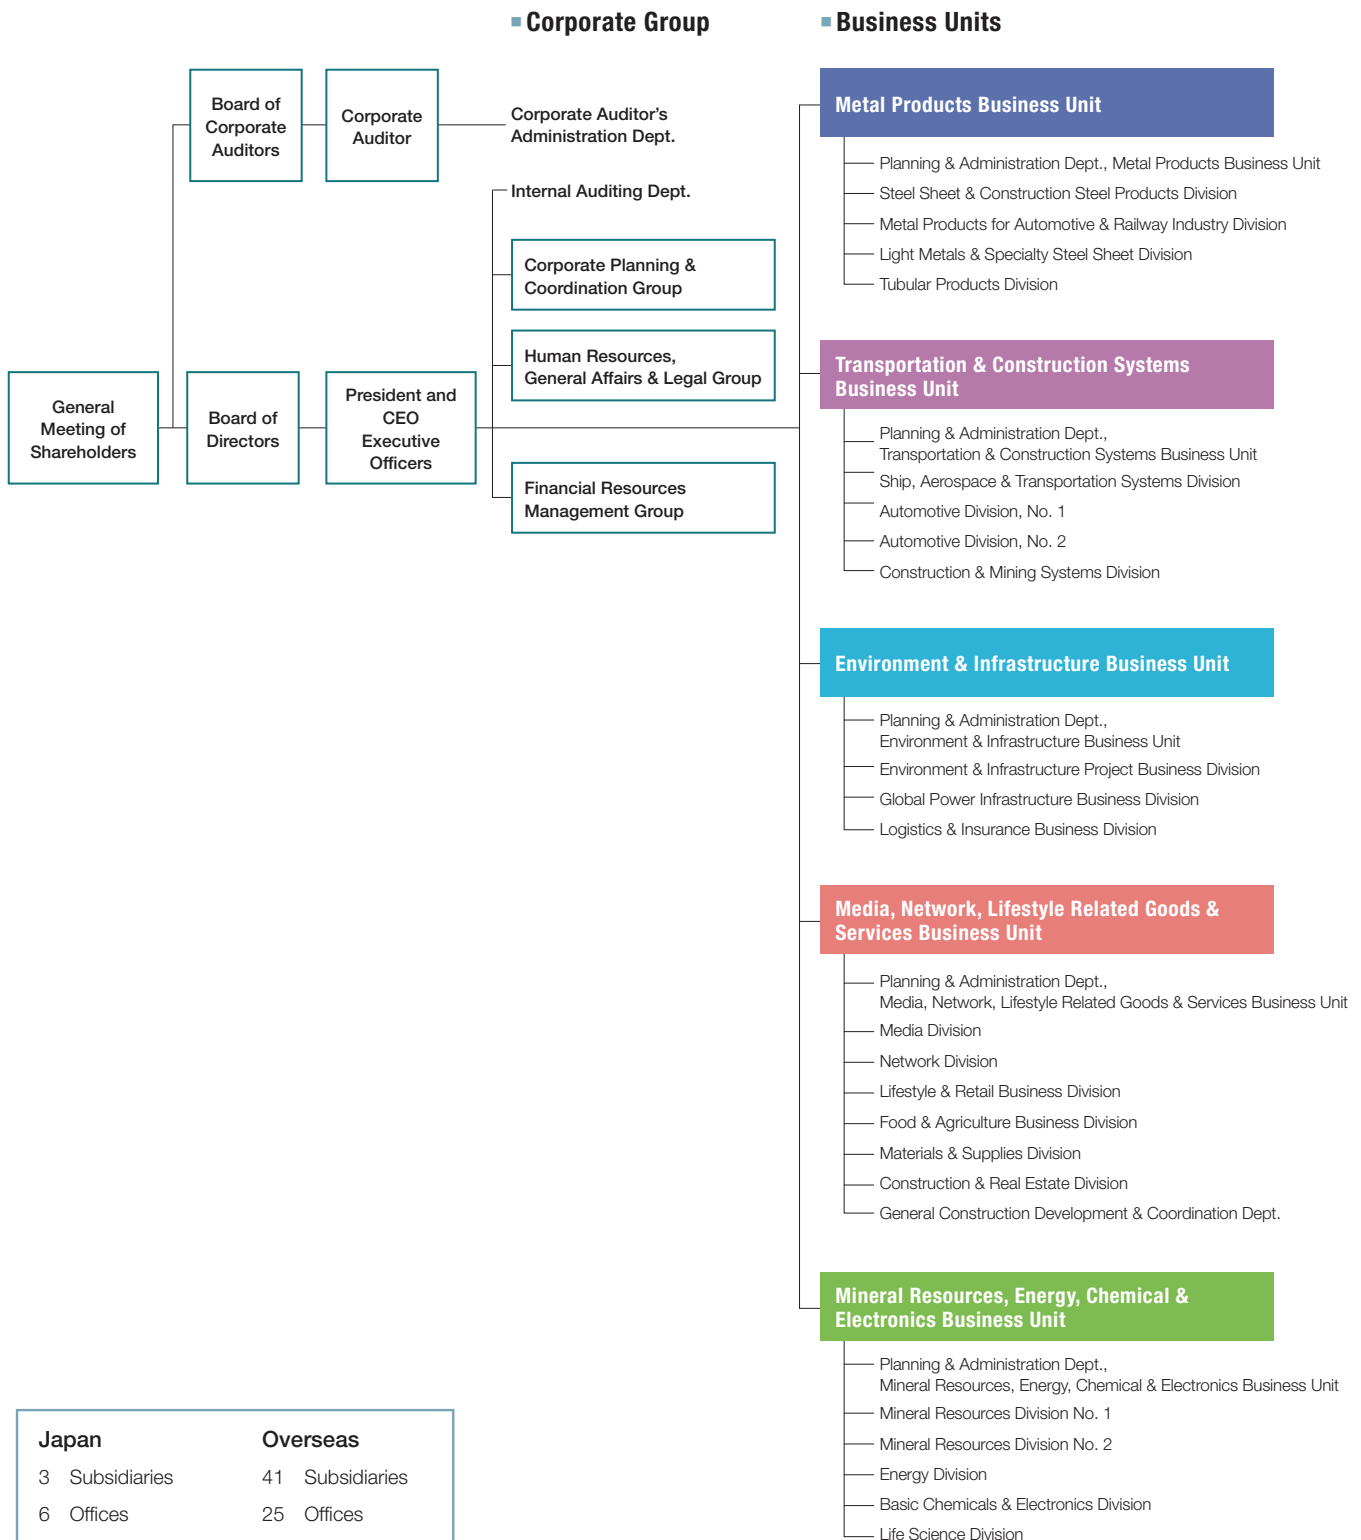 Corporate Group
Business Units
Board of
Corporate
Auditors
Corporate
Auditor
Corporate Auditor's
Administration Dept.
Internal Auditing Dept.
Corporate Planning &
Coordination Group
Human Resources,
General Affairs & Legal Group
General
Meeting of
Shareholders
Board of
Directors
President and
CEO
Executive
Officers
Financial Resources
Management Group
Metal Products Business Unit
Planning & Administration Dept., Metal Products Business Unit
Steel Sheet & Construction Steel Products Division
Metal Products for Automotive & Railway Industry Division
Light Metals & Specialty Steel Sheet Division
Tubular Products Division
Transportation & Construction Systems
Business Unit
Planning & Administration Dept.,
Transportation & Construction Systems Business Unit
Ship, Aerospace & Transportation Systems Division
Automotive Division, No. 1
Automotive Division, No. 2
Construction & Mining Systems Division
Environment & Infrastructure Business Unit
Planning & Administration Dept.,
Environment & Infrastructure Business Unit
Environment & Infrastructure Project Business Division
Global Power Infrastructure Business Division
Logistics & Insurance Business Division
Media, Network, Lifestyle Related Goods &
Services Business Unit
Planning & Administration Dept.,
Media, Network, Lifestyle Related Goods & Services Business Unit
Media Division
Network Division
Lifestyle & Retail Business Division
Food & Agriculture Business Division
Materials & Supplies Division
Construction & Real Estate Division
General Construction Development & Coordination Dept.
Mineral Resources, Energy, Chemical &
Electronics Business Unit
Planning & Administration Dept.,
Mineral Resources, Energy, Chemical & Electronics Business Unit
Mineral Resources Division No. 1
Mineral Resources Division No. 2
Energy Division
Basic Chemicals & Electronics Division
Life Science Division
Japan
3 Subsidiaries
6 Offices
Overseas
41 Subsidiaries
25 Offices